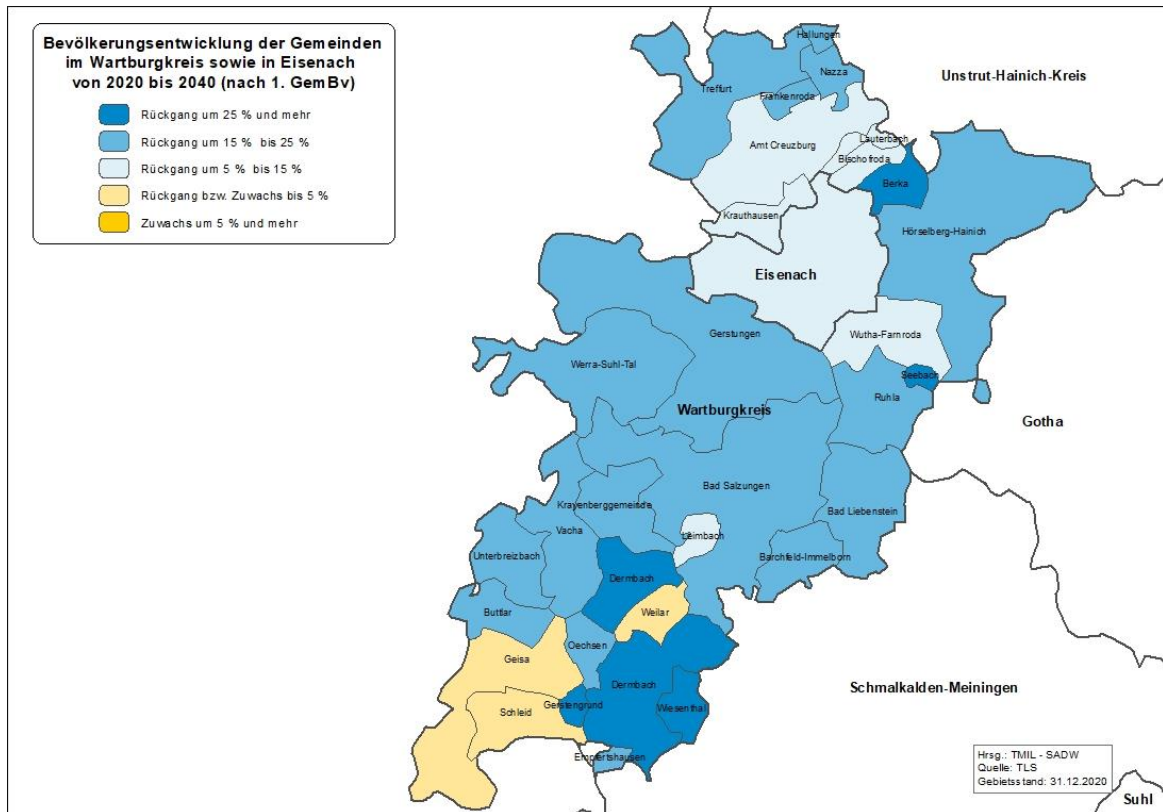 Bevölkerungsentwicklung der Gemeinden
im Wartburgkreis sowie in Eisenach
von 2020 bis 2040 (nach 1. GemBv)
Rückgang um 25 % und mehr
Rückgang um 15 % bis 25 %
Rückgang um 5 % bis 15 %
Rückgang bzw. Zuwachs bis 5 %
Zuwachs um 5 % und mehr
Hallungen
Nazza
Unstrut-Hainich-Kreis
Treffurt
Frankenroda
Lauterbach
Amt Creuzburg
Bischofroda
Berka
Krauthausen
Hörselberg-Hainich
Eisenach
Gerstungen
Wutha-Farnroda
Werra-Suhl-Tal
Seebach
Ruhla
Wartburgkreis
Gotha
Bad Salzungen
Krayenberggemeinde
Bad Liebenstein
Vacha
Leimbach
Unterbreizbach
Barchfeld-Immelborn
Dermbach
Buttlar
Weilar
Oechsen
Geisa
Dermbach
Schmalkalden-Meiningen
Gerstengrund
Wiesenthal
Schleid
Empfertshausen
Hrsg.: TMIL - SADW
Quelle: TLS
Gebietsstand: 31.12.2020
Suhl